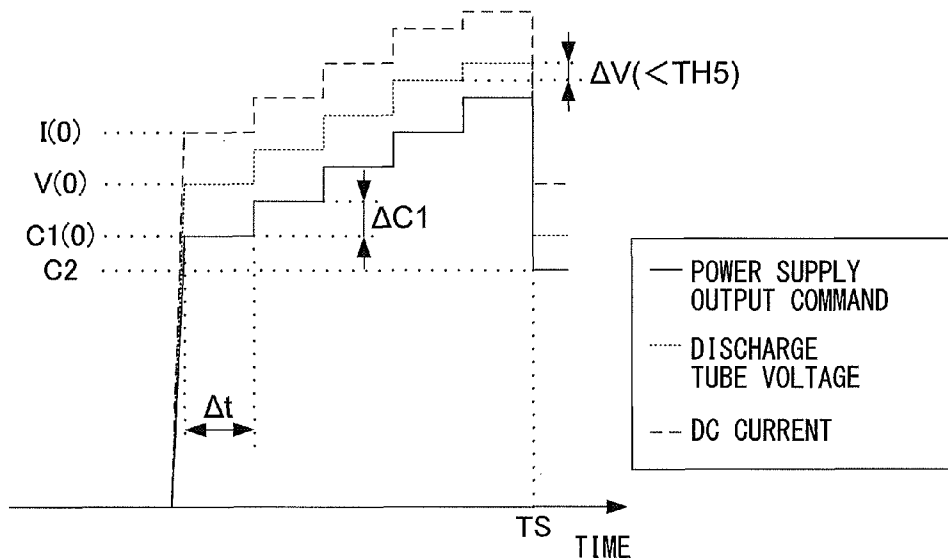 ΔV(<TH5)
I(0)
V(0)
C1(0)
C2
ΔC1
Δt
TS
TIME
POWER SUPPLY
OUTPUT COMMAND
DISCHARGE
TUBE VOLTAGE
DC CURRENT